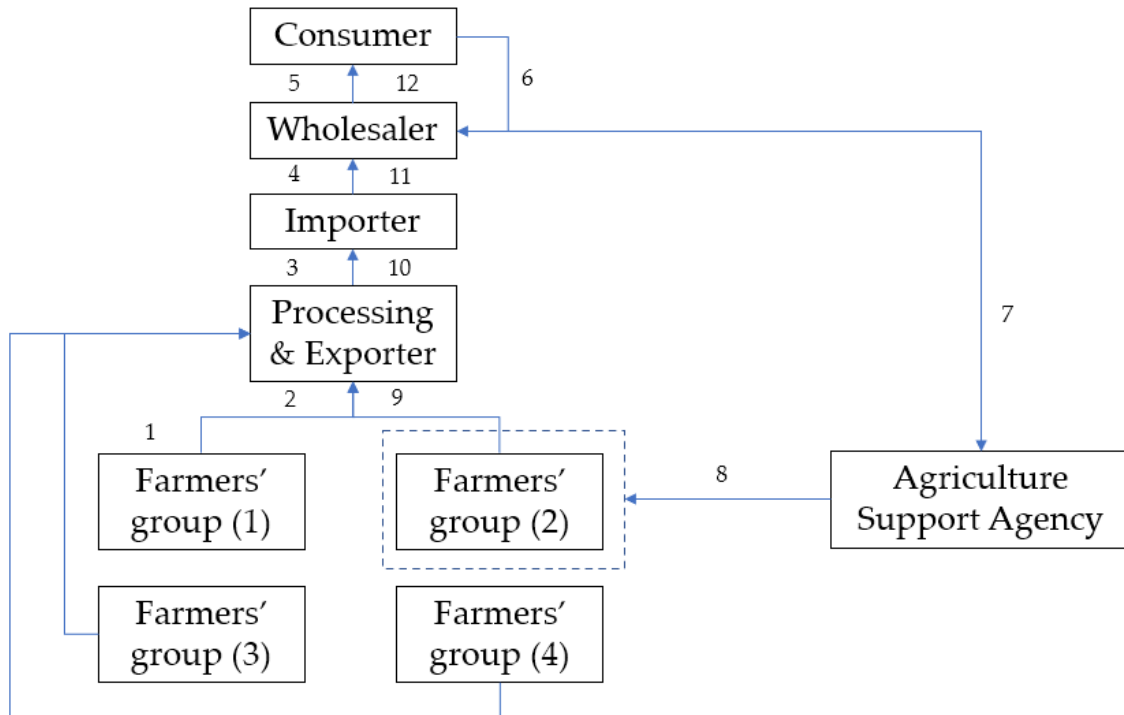 Consumer
5
12
6
Wholesaler
4
11
Importer
3
10
7
Processing
& Exporter
2
9
1
Farmers’
group (1)
Farmers’
group (2)
8
Agriculture
Support Agency
Farmers’
group (3)
Farmers’
group (4)